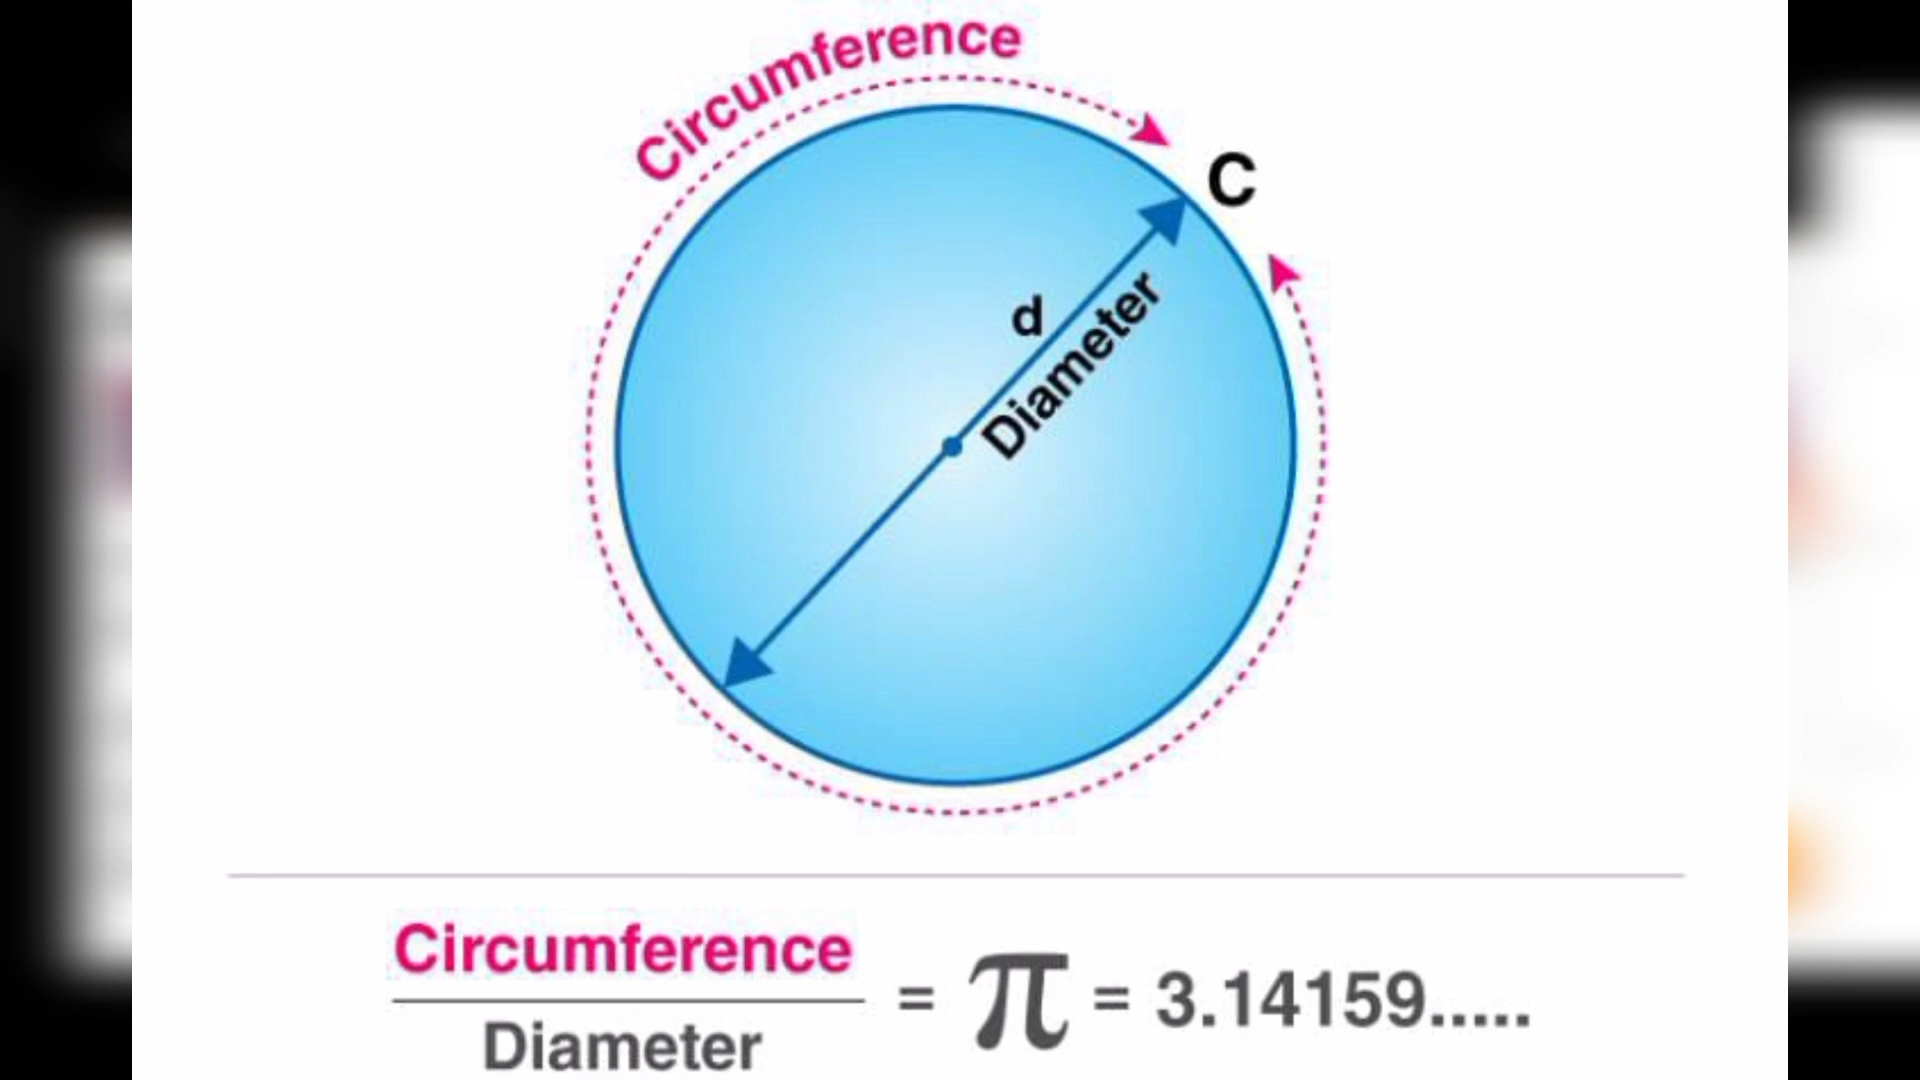 Circumference
C
d
Diameter
Circumference
Diameter
= π = 3.14159.....